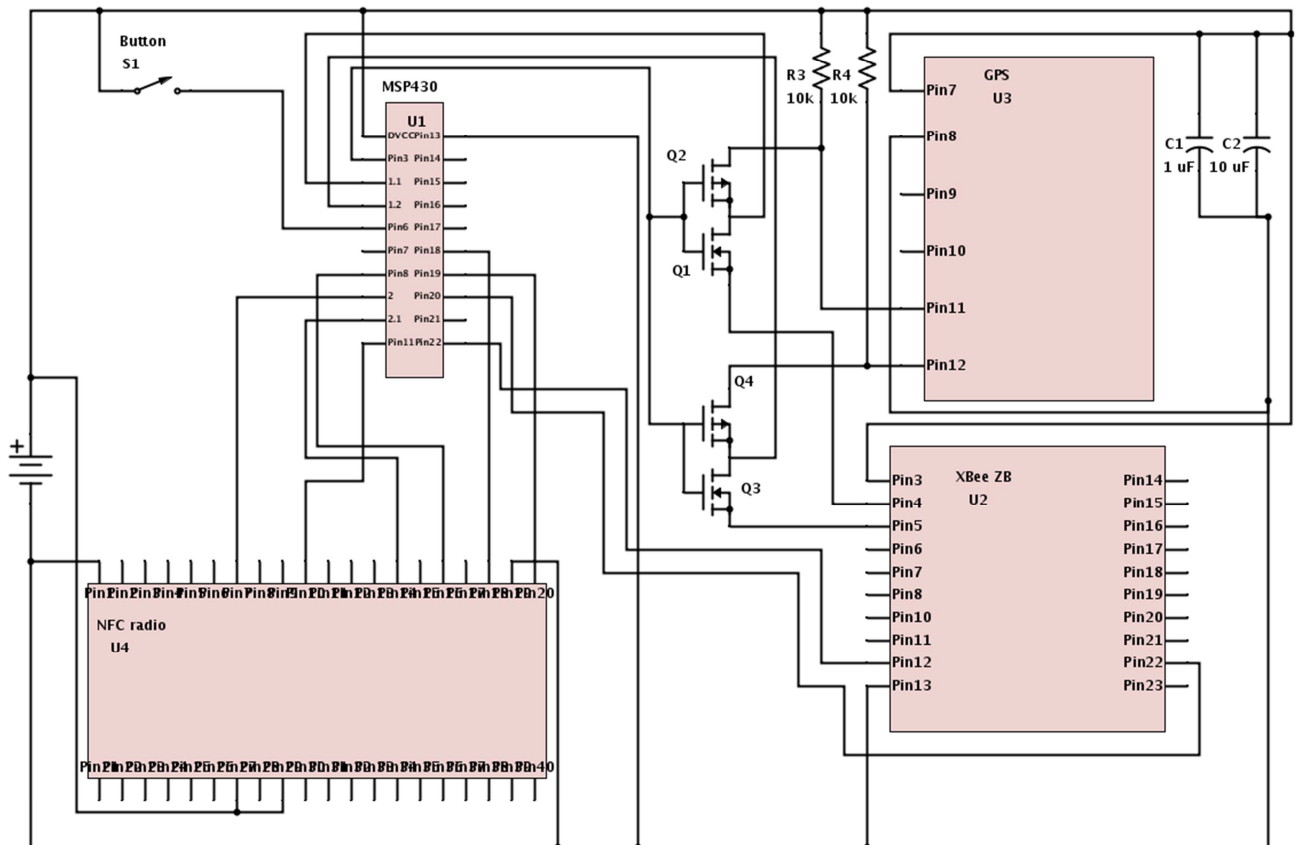 Button
S1
MSP430
U1
DVCC Pin13
Pin3 Pin14
1.1 Pin15
1.2 Pin16
Pin6 Pin17
Pin7 Pin18
Pin8 Pin19
2 Pin20
2.1 Pin21
Pin11 Pin22
R3 R4
10k 10k
Q2
Q1
Q4
Q3
GPS
U3
Pin7
Pin8
Pin9
Pin10
Pin11
Pin12
C1 C2
1 uF 10 uF
+
XBee ZB
U2
Pin3 Pin14
Pin4 Pin15
Pin5 Pin16
Pin6 Pin17
Pin7 Pin18
Pin8 Pin19
Pin10 Pin20
Pin11 Pin21
Pin12 Pin22
Pin13 Pin23
NFC radio
U4